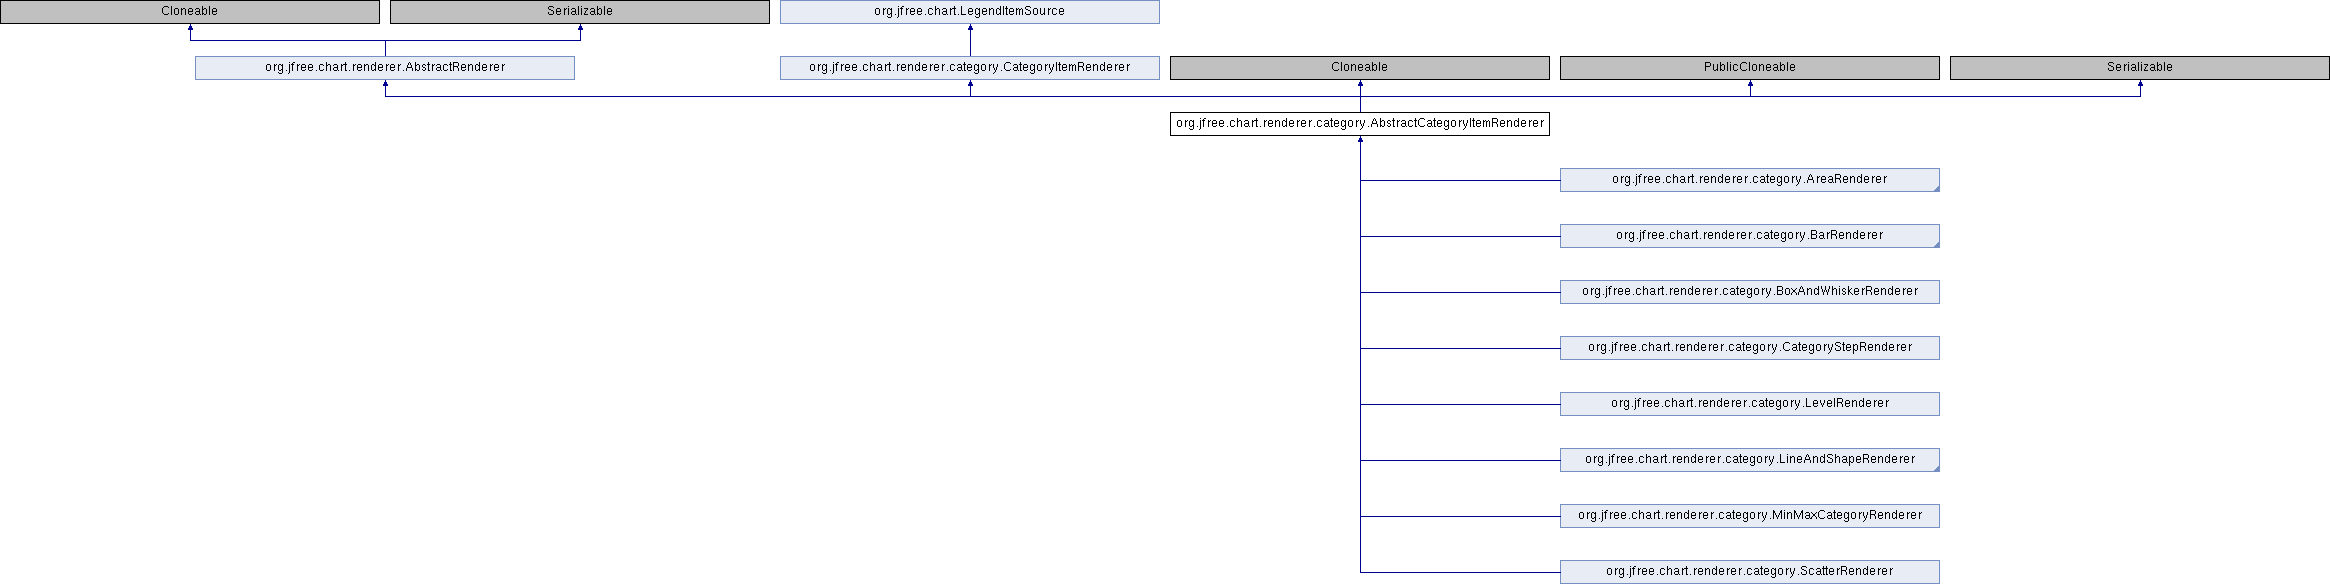 Cloneable
Serializable
org.jfree.chart.LegendItemSource
org.jfree.chart.renderer.AbstractRenderer
org.jfree.chart.renderer.category.CategoryItemRenderer
Cloneable
PublicCloneable
Serializable
org.jfree.chart.renderer.category.AbstractCategoryItemRenderer
org.jfree.chart.renderer.category.AreaRenderer
org.jfree.chart.renderer.category.BarRenderer
org.jfree.chart.renderer.category.BoxAndWhiskerRenderer
org.jfree.chart.renderer.category.CategoryStepRenderer
org.jfree.chart.renderer.category.LevelRenderer
org.jfree.chart.renderer.category.LineAndShapeRenderer
org.jfree.chart.renderer.category.MinMaxCategoryRenderer
org.jfree.chart.renderer.category.ScatterRenderer